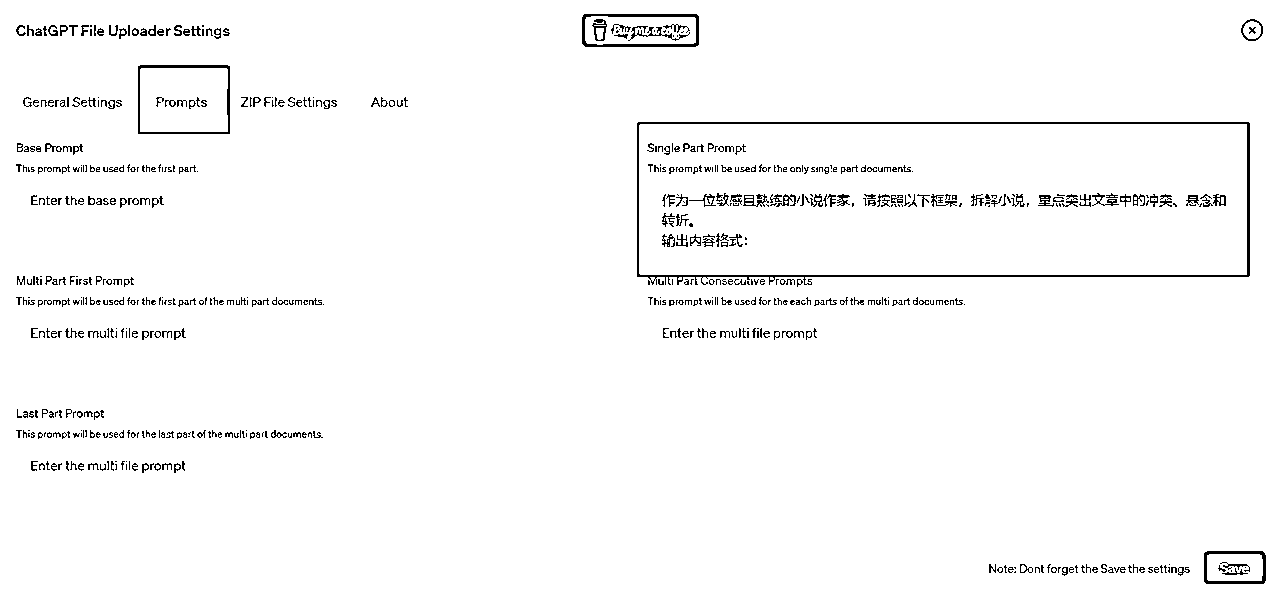 ChatGPT File Uploader Settings
Buy me a coffee
General Settings
Prompts
ZIP File Settings
About
Base Prompt
This prompt will be used for the first part.
Enter the base prompt
Single Part Prompt
This prompt will be used for the only single part documents.
作为一位敏感且熟练的小说作家，请按照以下框架，拆解小说，重点突出文章中的冲突、悬念和
转折。
输出内容格式：
Multi Part First Prompt
This prompt will be used for the first part of the multi part documents.
Enter the multi file prompt
Multi Part Consecutive Prompts
This prompt will be used for the each parts of the multi part documents.
Enter the multi file prompt
Last Part Prompt
This prompt will be used for the last part of the multi part documents.
Enter the multi file prompt
Note: Dont forget the Save the settings
Save